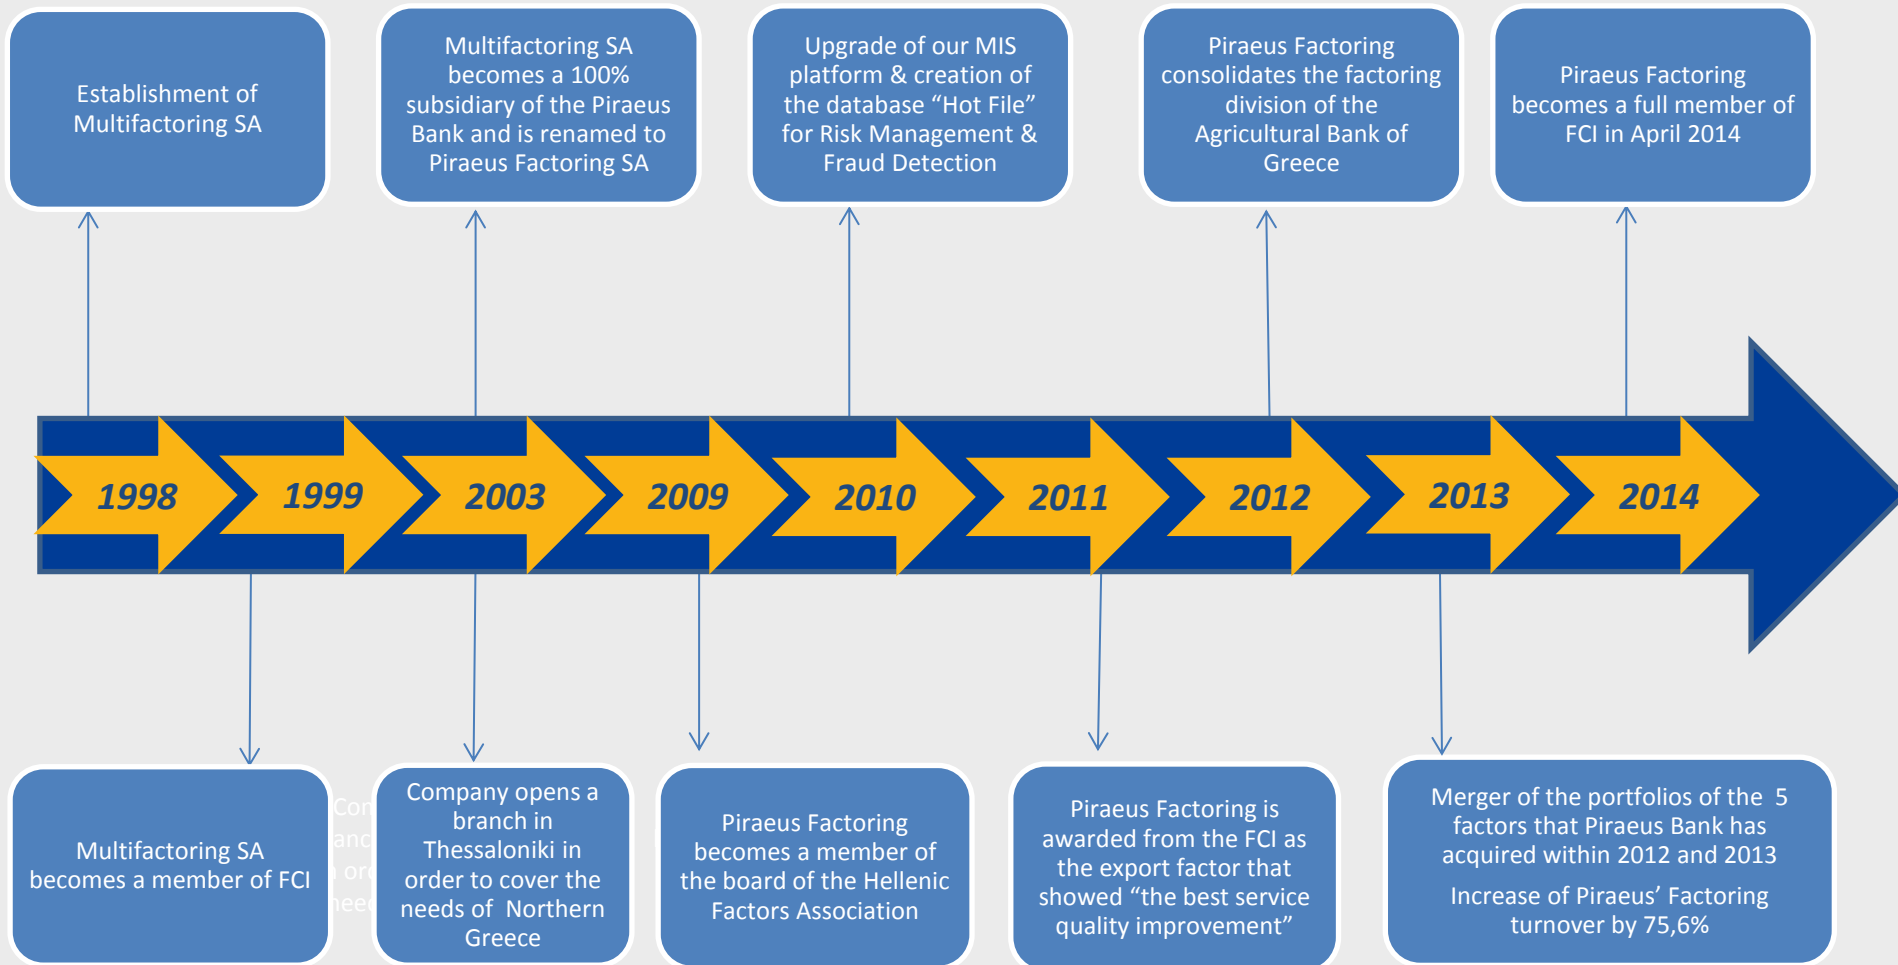 Establishment of
Multifactoring SA
Multifactoring SA
becomes a 100%
subsidiary of the Piraeus
Bank and is renamed to
Piraeus Factoring SA
Upgrade of our MIS
platform & creation of
the database “Hot File”
for Risk Management &
Fraud Detection
Piraeus Factoring
consolidates the factoring
division of the
Agricultural Bank of
Greece
Piraeus Factoring
becomes a full member of
FCI in April 2014
1998
1999
2003
2009
2010
2011
2012
2013
2014
Multifactoring SA
becomes a member of FCI
Company opens a
branch in
Thessaloniki in
order to cover the
needs of Northern
Greece
Piraeus Factoring
becomes a member of
the board of the Hellenic
Factors Association
Piraeus Factoring is
awarded from the FCI as
the export factor that
showed “the best service
quality improvement”
Merger of the portfolios of the 5
factors that Piraeus Bank has
acquired within 2012 and 2013
Increase of Piraeus’ Factoring
turnover by 75,6%